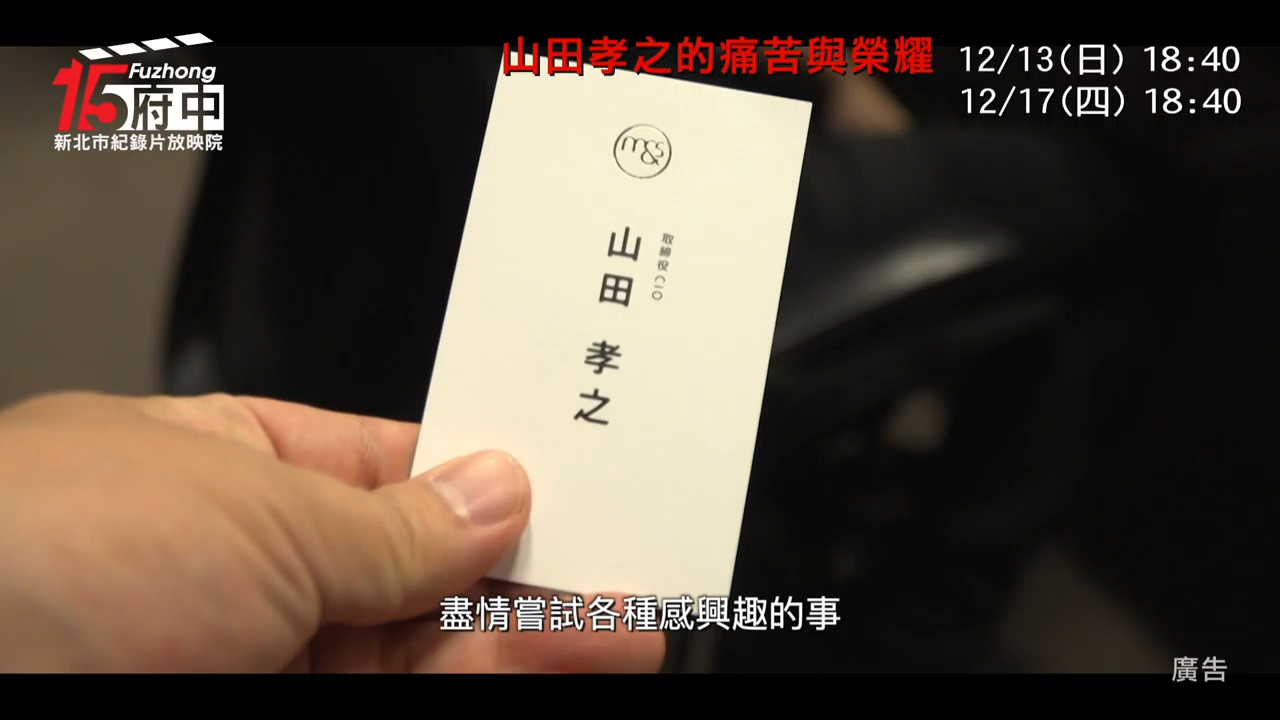 15 Fuzhong
府中
新北市紀錄片放映院
山田孝之的痛苦與榮耀
12/13(日) 18:40
12/17(四) 18:40
me&s
取締役 CIO
山田 孝之
盡情嘗試各種感興趣的事
廣告